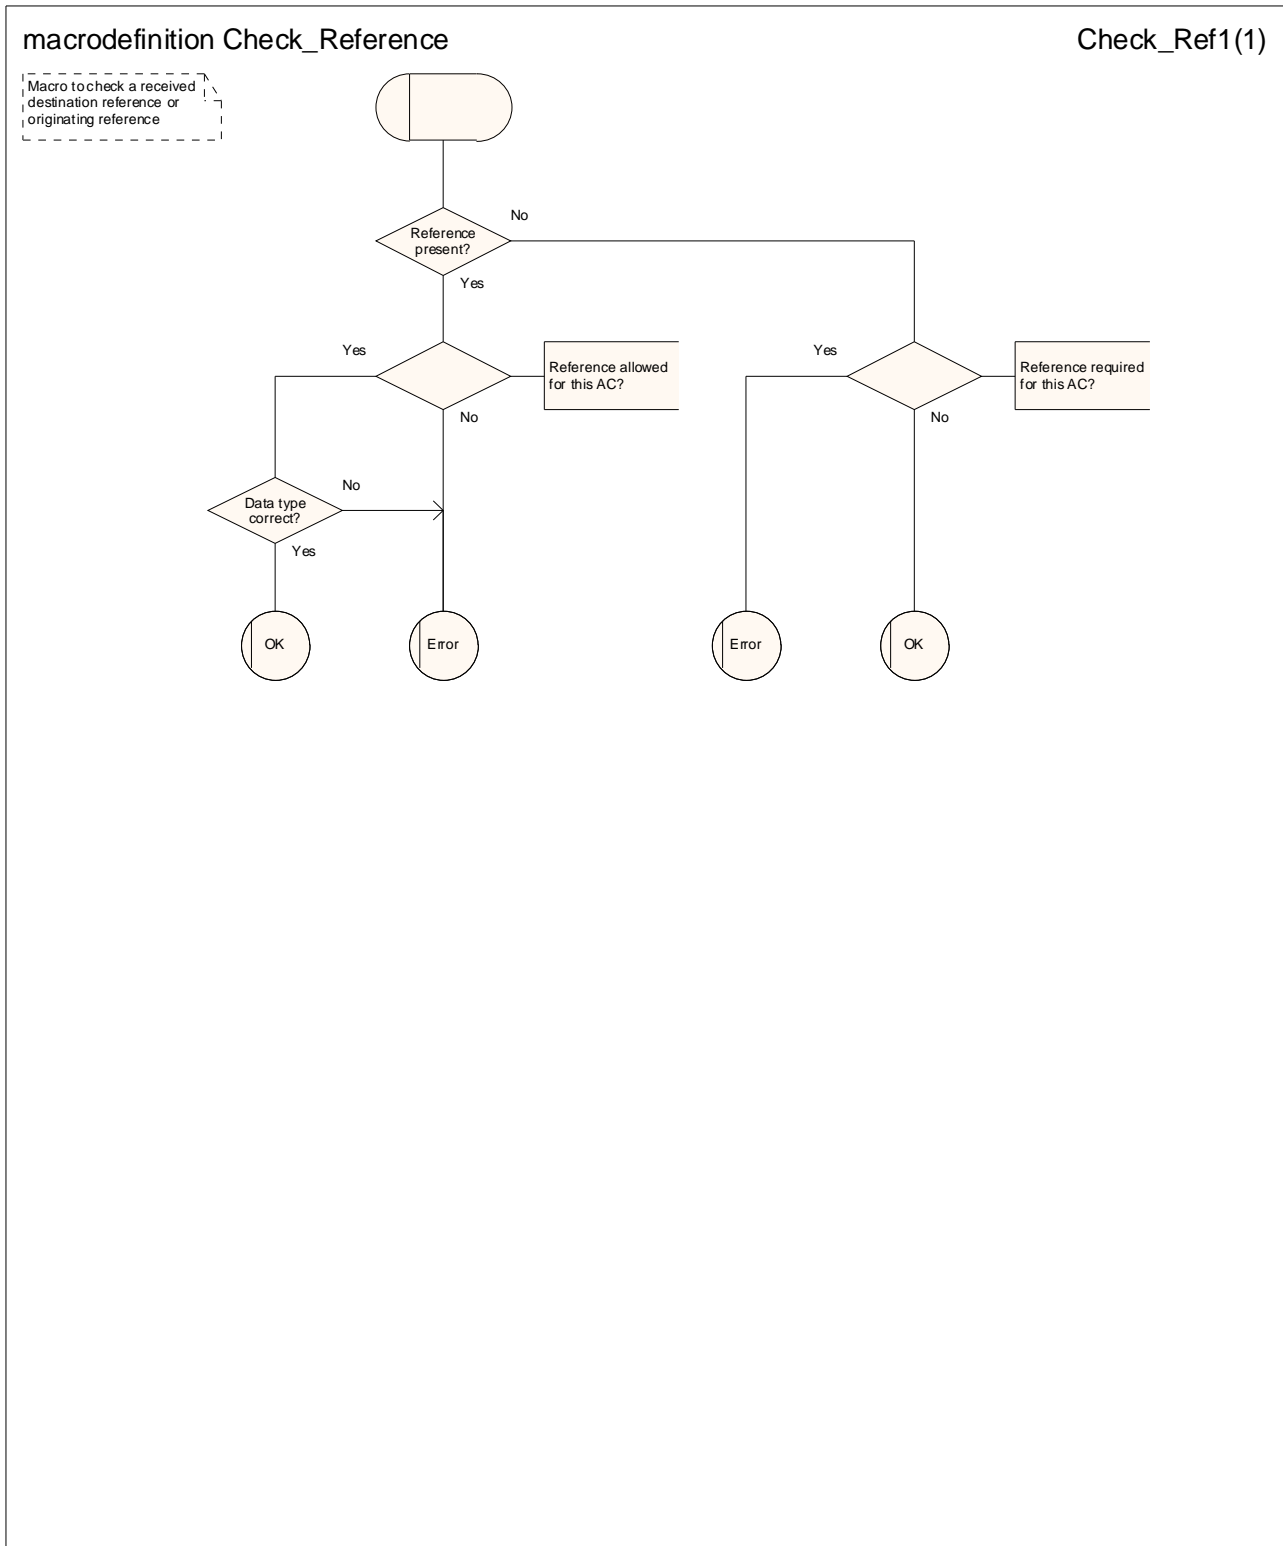 macrodefinition Check_Reference
Check_Ref1(1)
Macro to check a received
destination reference or
originating reference
No
Reference
present?
Yes
Yes
Reference allowed
for this AC?
No
Yes
Reference required
for this AC?
No
No
Data type
correct?
Yes
OK
Error
Error
OK